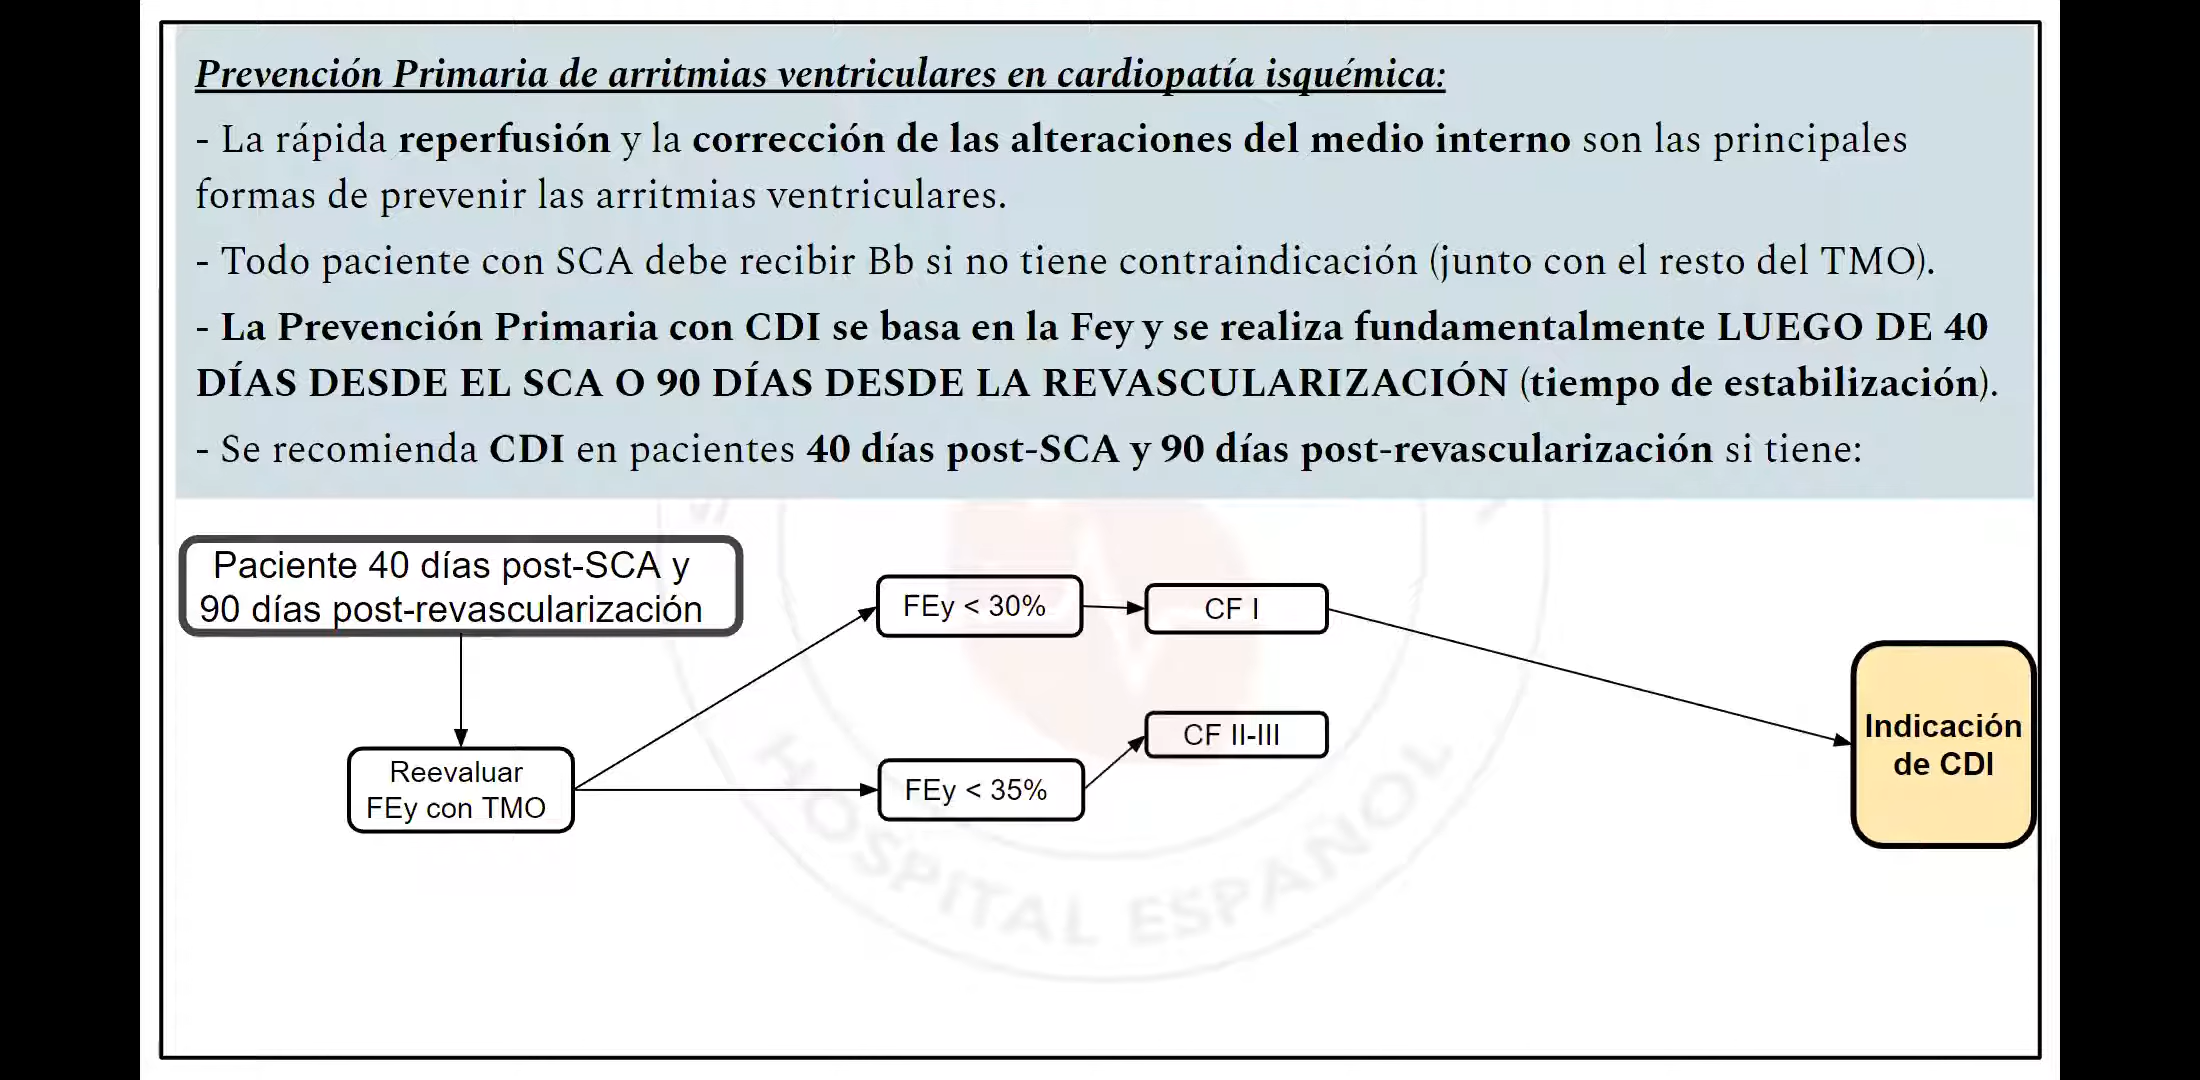 Prevención Primaria de arritmias ventriculares en cardiopatía isquémica:
- La rápida reperfusión y la corrección de las alteraciones del medio interno son las principales
formas de prevenir las arritmias ventriculares.
- Todo paciente con SCA debe recibir Bb si no tiene contraindicación (junto con el resto del TMO).
- La Prevención Primaria con CDI se basa en la Fey y se realiza fundamentalmente LUEGO DE 40
DÍAS DESDE EL SCA O 90 DÍAS DESDE LA REVASCULARIZACIÓN (tiempo de estabilización).
- Se recomienda CDI en pacientes 40 días post-SCA y 90 días post-revascularización si tiene:
Paciente 40 días post-SCA y
90 días post-revascularización
FEy < 30%
CF I
Indicación
de CDI
CF II-III
Reevaluar
FEy con TMO
FEy < 35%
HOSPITAL ESPAÑOL